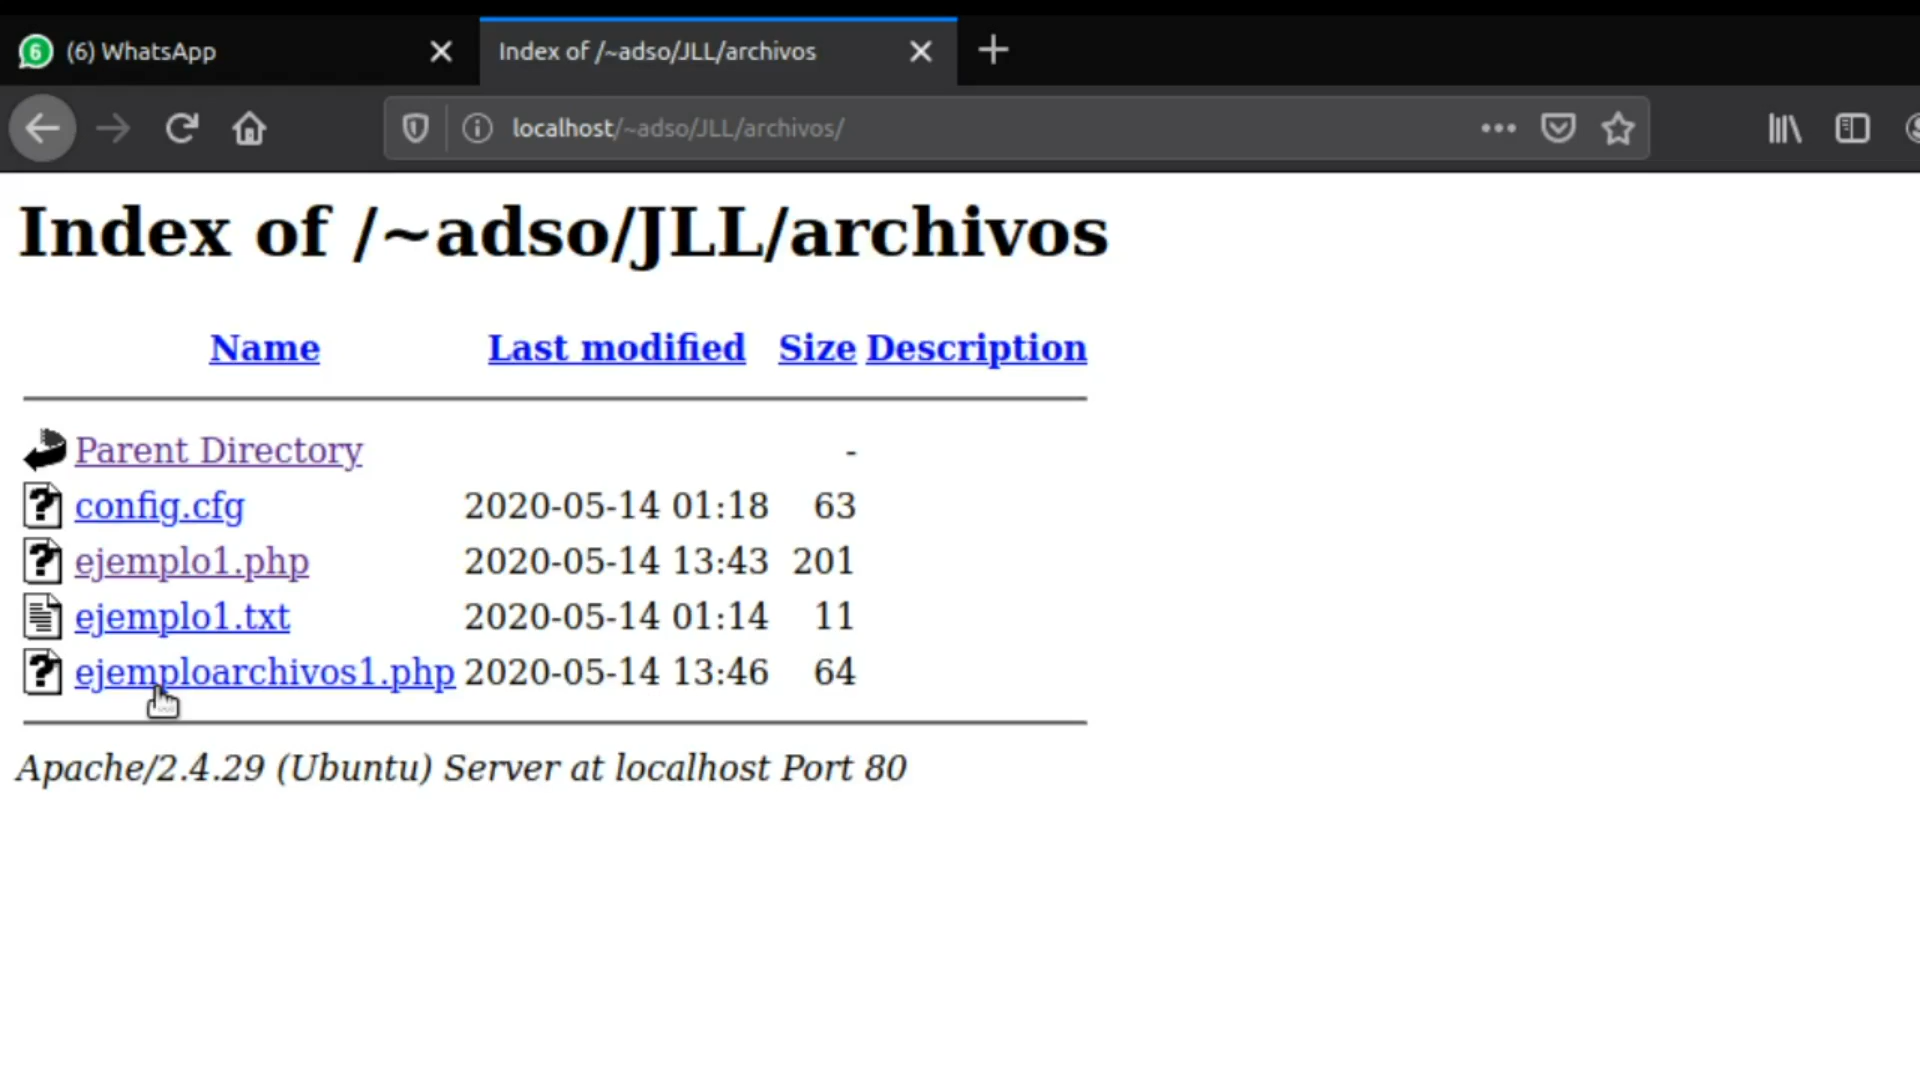 (6) WhatsApp
Index of /~adso/JLL/archivos
localhost/~adso/JLL/archivos/
Index of /~adso/JLL/archivos
Name Last modified Size Description
Parent Directory -
config.cfg 2020-05-14 01:18 63
ejemplo1.php 2020-05-14 13:43 201
ejemplo1.txt 2020-05-14 01:14 11
ejemploarchivos1.php 2020-05-14 13:46 64
Apache/2.4.29 (Ubuntu) Server at localhost Port 80